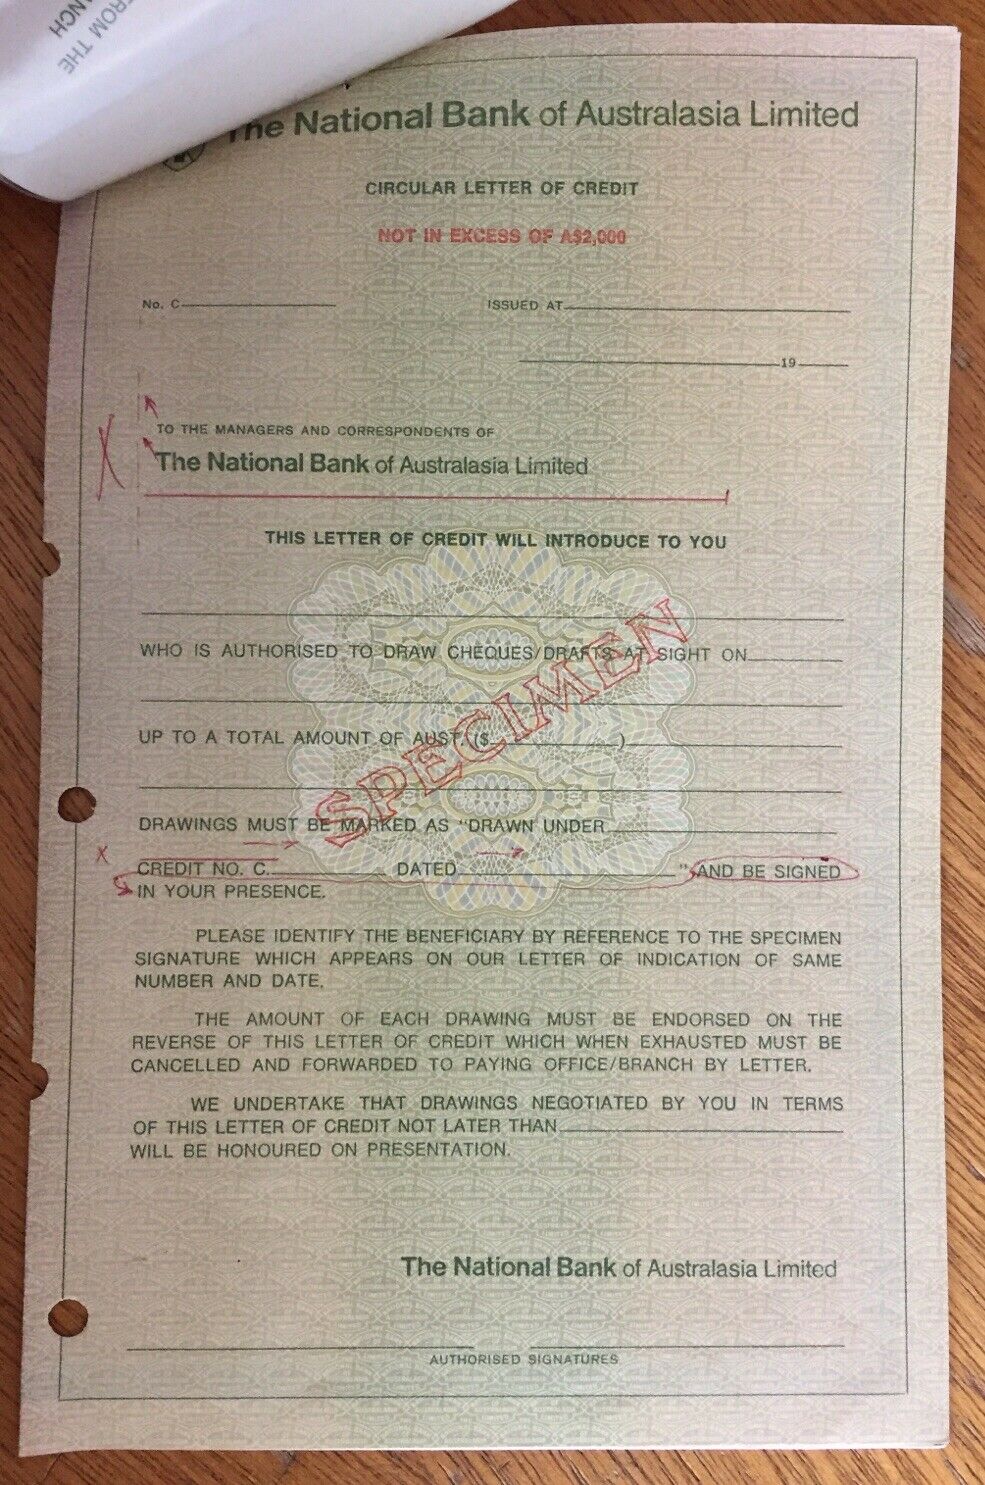 FROM THE
ANCH
The National Bank of Australasia Limited
CIRCULAR LETTER OF CREDIT
NOT IN EXCESS OF A$2,000
No. C
ISSUED AT
19
TO THE MANAGERS AND CORRESPONDENTS OF
The National Bank of Australasia Limited
THIS LETTER OF CREDIT WILL INTRODUCE TO YOU
WHO IS AUTHORISED TO DRAW CHEQUES/DRAFTS AT SIGHT ON
UP TO A TOTAL AMOUNT OF AUST. ($ )
SPECIMEN
DRAWINGS MUST BE MARKED AS "DRAWN UNDER
X
CREDIT NO. C. DATED " AND BE SIGNED
IN YOUR PRESENCE.
PLEASE IDENTIFY THE BENEFICIARY BY REFERENCE TO THE SPECIMEN
SIGNATURE WHICH APPEARS ON OUR LETTER OF INDICATION OF SAME
NUMBER AND DATE.
THE AMOUNT OF EACH DRAWING MUST BE ENDORSED ON THE
REVERSE OF THIS LETTER OF CREDIT WHICH WHEN EXHAUSTED MUST BE
CANCELLED AND FORWARDED TO PAYING OFFICE/BRANCH BY LETTER.
WE UNDERTAKE THAT DRAWINGS NEGOTIATED BY YOU IN TERMS
OF THIS LETTER OF CREDIT NOT LATER THAN
WILL BE HONOURED ON PRESENTATION.
The National Bank of Australasia Limited
AUTHORISED SIGNATURES